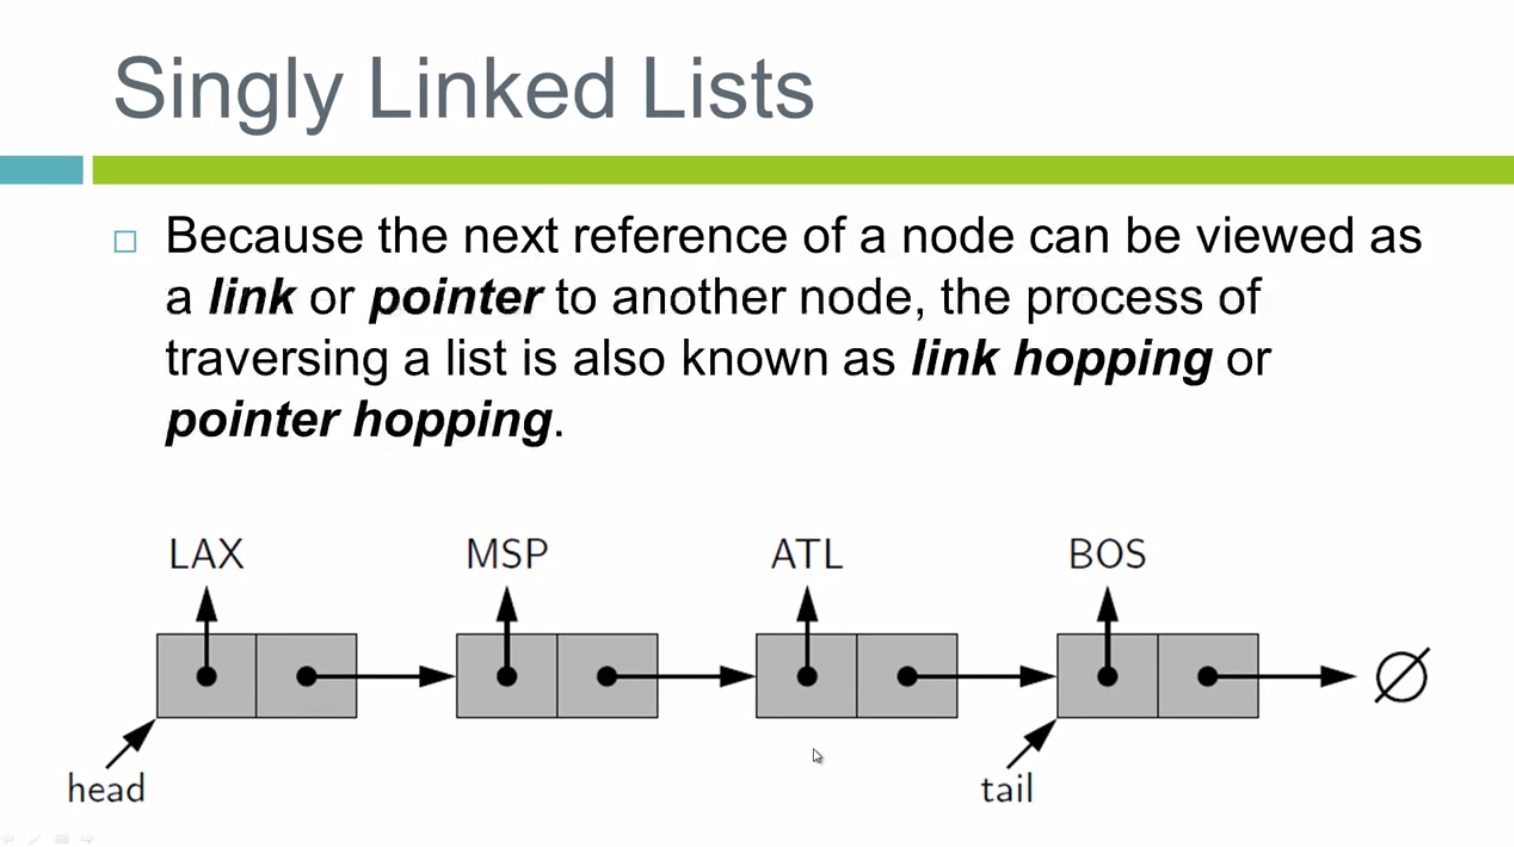 Singly Linked Lists
Because the next reference of a node can be viewed as
a link or pointer to another node, the process of
traversing a list is also known as link hopping or
pointer hopping.
LAX MSP ATL BOS
∅
head tail